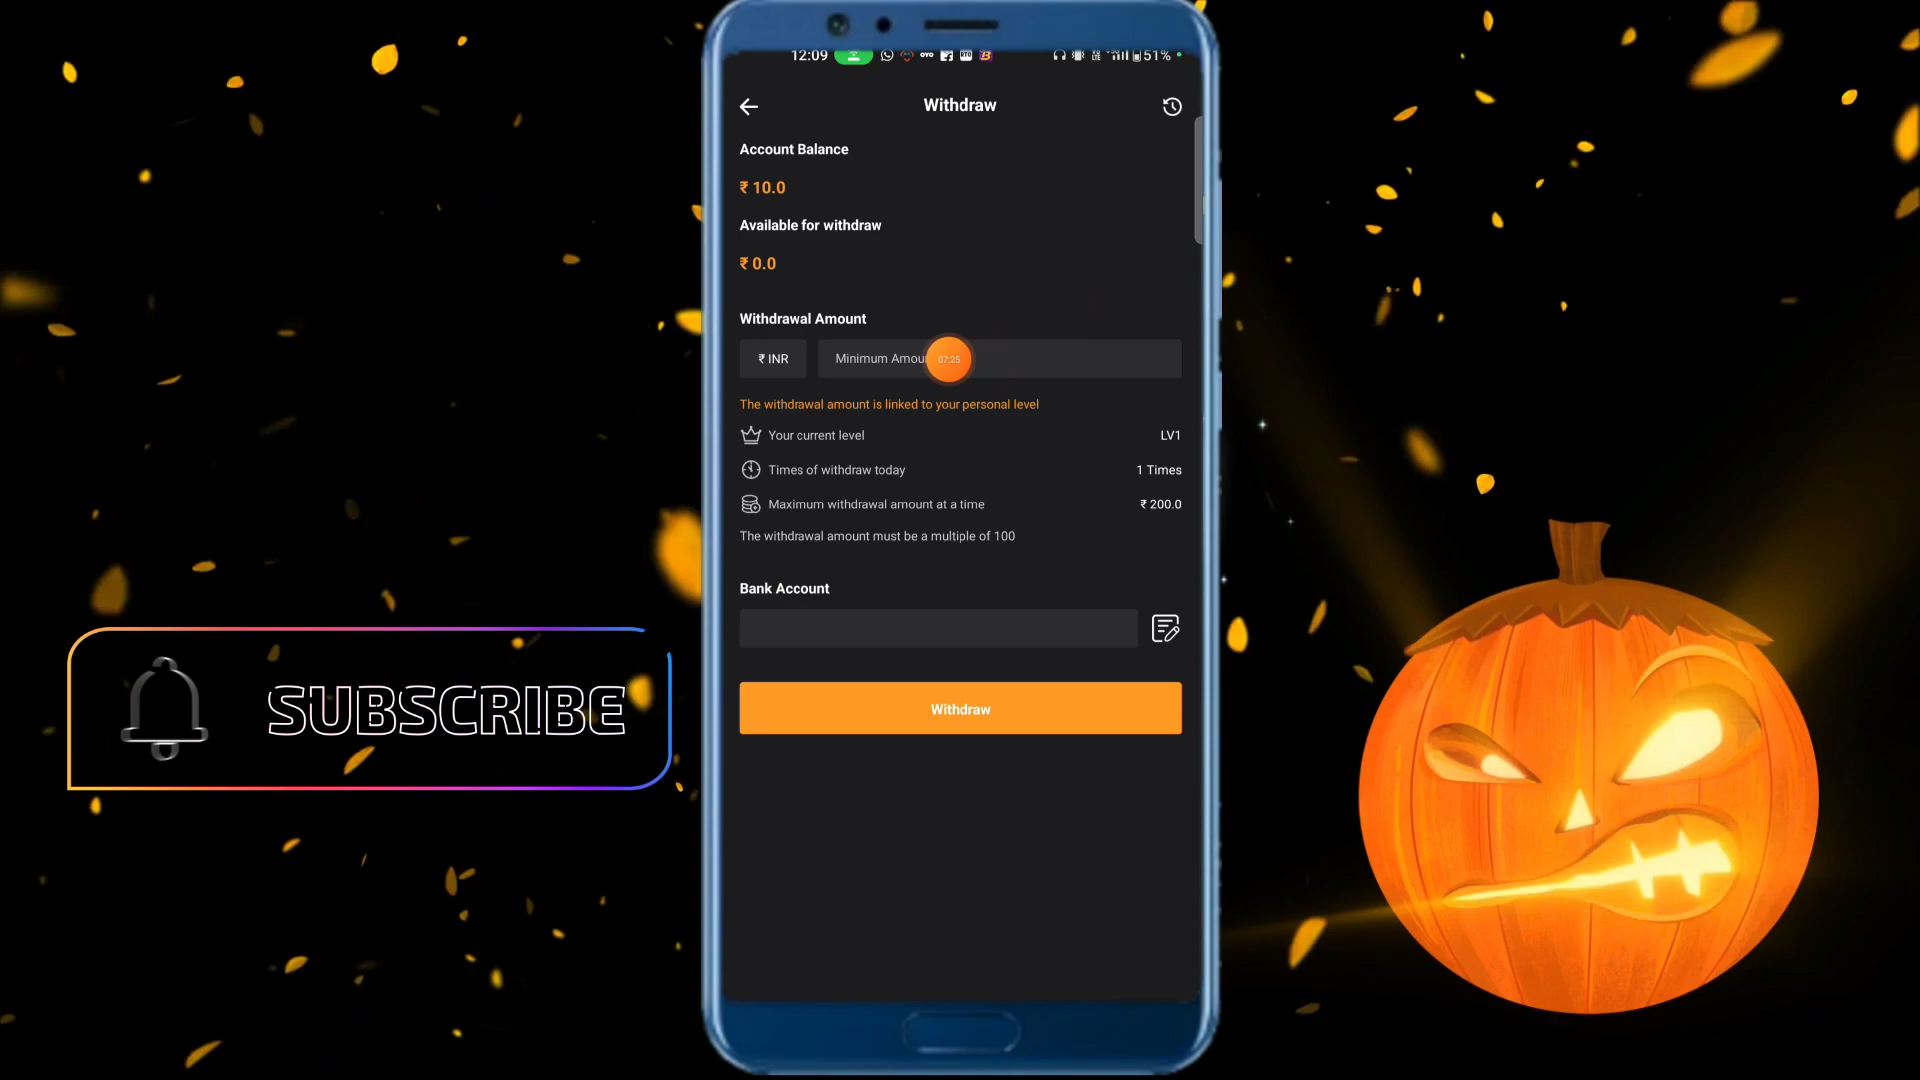 12:09
OYO
51%
Withdraw
Account Balance
₹ 10.0
Available for withdraw
₹ 0.0
Withdrawal Amount
₹ INR
Minimum Amou
07:25
The withdrawal amount is linked to your personal level
Your current level
LV1
Times of withdraw today
1 Times
Maximum withdrawal amount at a time
₹ 200.0
The withdrawal amount must be a multiple of 100
Bank Account
SUBSCRIBE
Withdraw